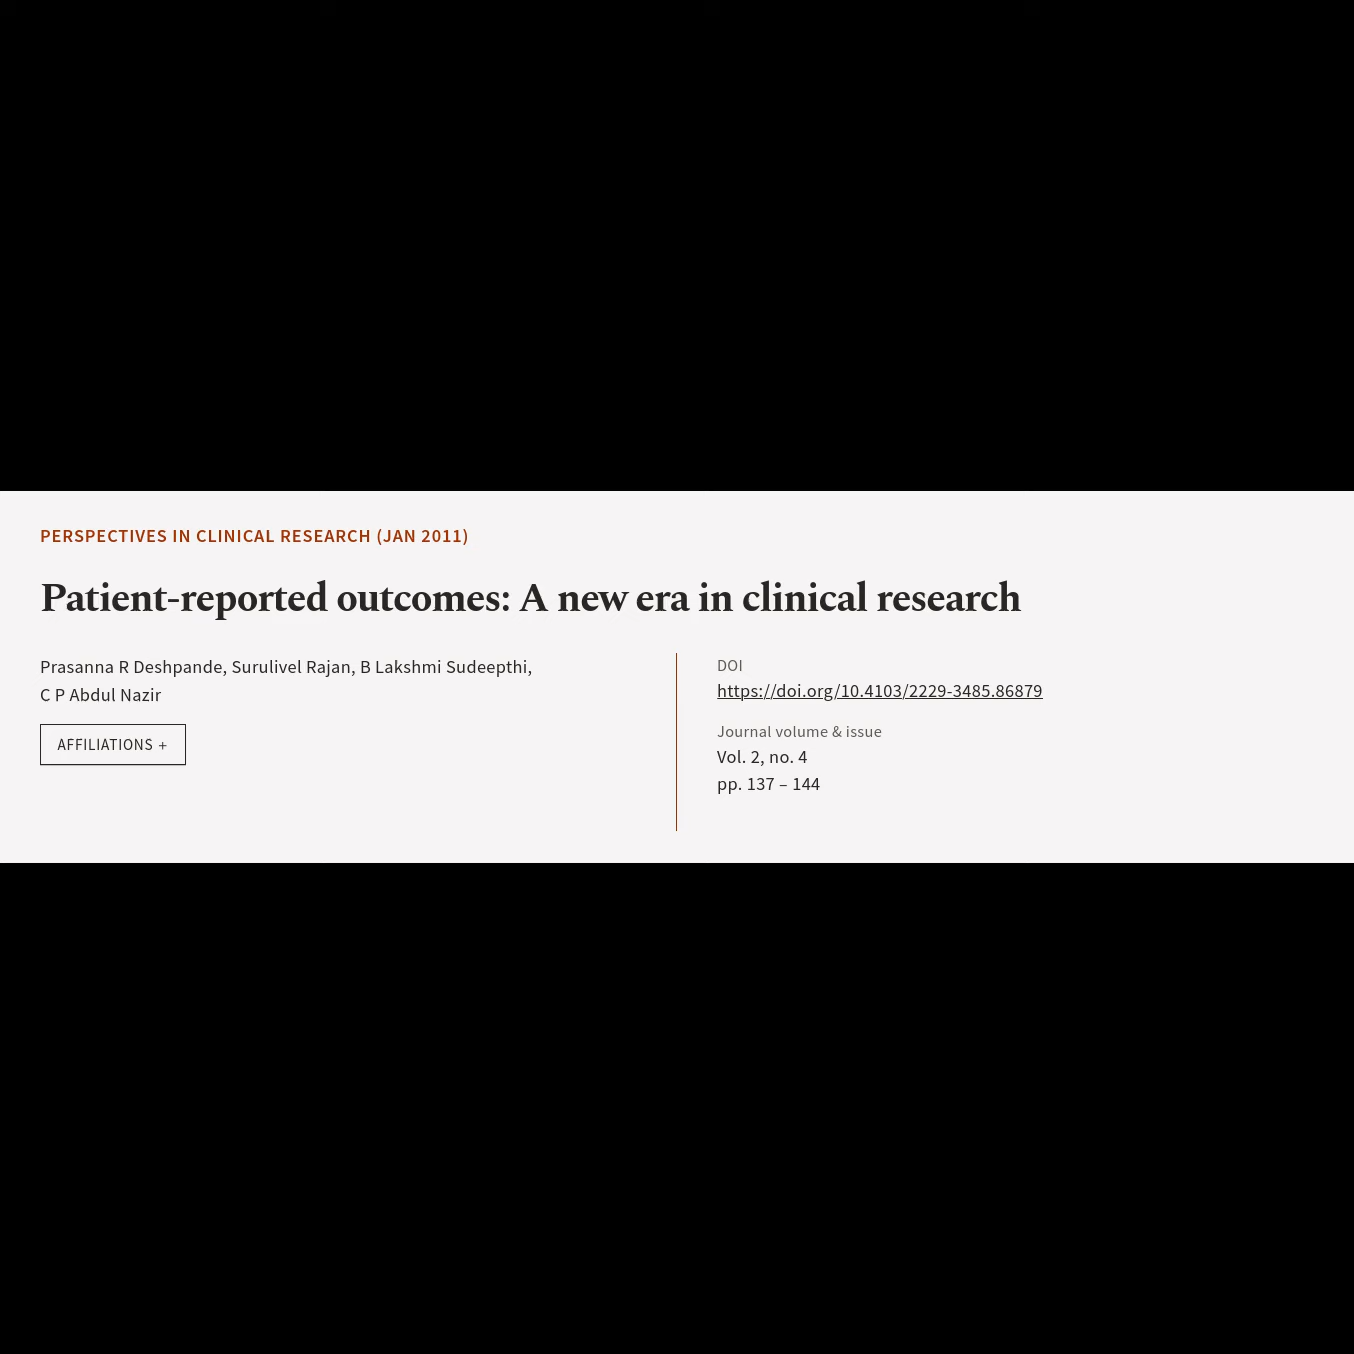 PERSPECTIVES IN CLINICAL RESEARCH (JAN 2011)
Patient-reported outcomes: A new era in clinical research
Prasanna R Deshpande, Surulivel Rajan, B Lakshmi Sudeepthi,
C P Abdul Nazir
AFFILIATIONS +
DOI
https://doi.org/10.4103/2229-3485.86879
Journal volume & issue
Vol. 2, no. 4
pp. 137 – 144